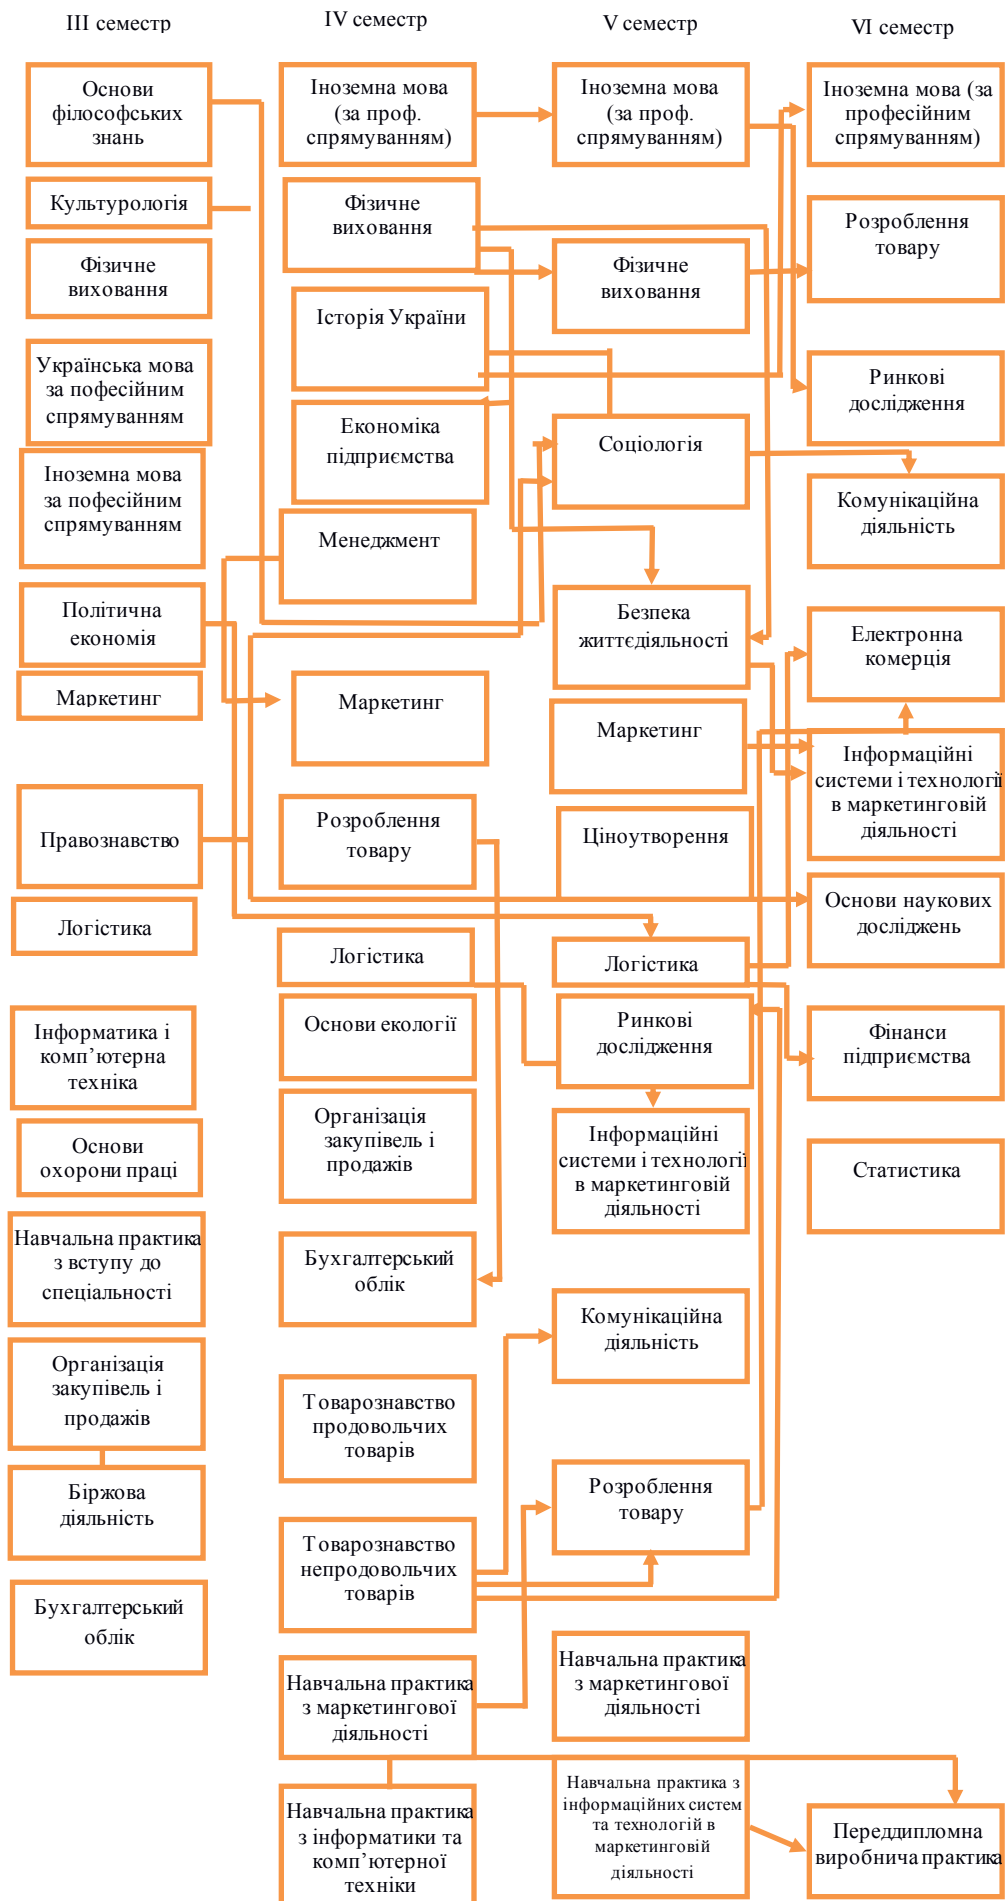 III семестр
IV семестр
V семестр
VI семестр
Основи
філософських
знань
Культурологія
Фізичне
виховання
Українська мова
за пофесійним
спрямуванням
Іноземна мова
за пофесійним
спрямуванням
Політична
економія
Маркетинг
Правознавство
Логістика
Інформатика і
комп’ютерна
техніка
Основи
охорони праці
Навчальна практика
з вступу до
спеціальності
Організація
закупівель і
продажів
Біржова
діяльність
Бухгалтерський
облік
Іноземна мова
(за проф.
спрямуванням)
Фізичне
виховання
Історія України
Економіка
підприємства
Менеджмент
Маркетинг
Розроблення
товару
Логістика
Основи екології
Організація
закупівель і
продажів
Бухгалтерський
облік
Товарознавство
продовольчих
товарів
Товарознавство
непродовольчих
товарів
Навчальна практика
з маркетингової
діяльності
Навчальна практика
з інформатики та
комп’ютерної
техніки
Іноземна мова
(за проф.
спрямуванням)
Фізичне
виховання
Соціологія
Безпека
життєдіяльності
Маркетинг
Ціноутворення
Логістика
Ринкові
дослідження
Інформаційні
системи і технології
в маркетинговій
діяльності
Комунікаційна
діяльність
Розроблення
товару
Навчальна практика
з маркетингової
діяльності
Навчальна практика з
інформаційних систем
та технологій в
маркетинговій
діяльності
Іноземна мова (за
професійним
спрямуванням)
Розроблення
товару
Ринкові
дослідження
Комунікаційна
діяльність
Електронна
комерція
Інформаційні
системи і технології
в маркетинговій
діяльності
Основи наукових
досліджень
Фінанси
підприємства
Статистика
Переддипломна
виробнича практика